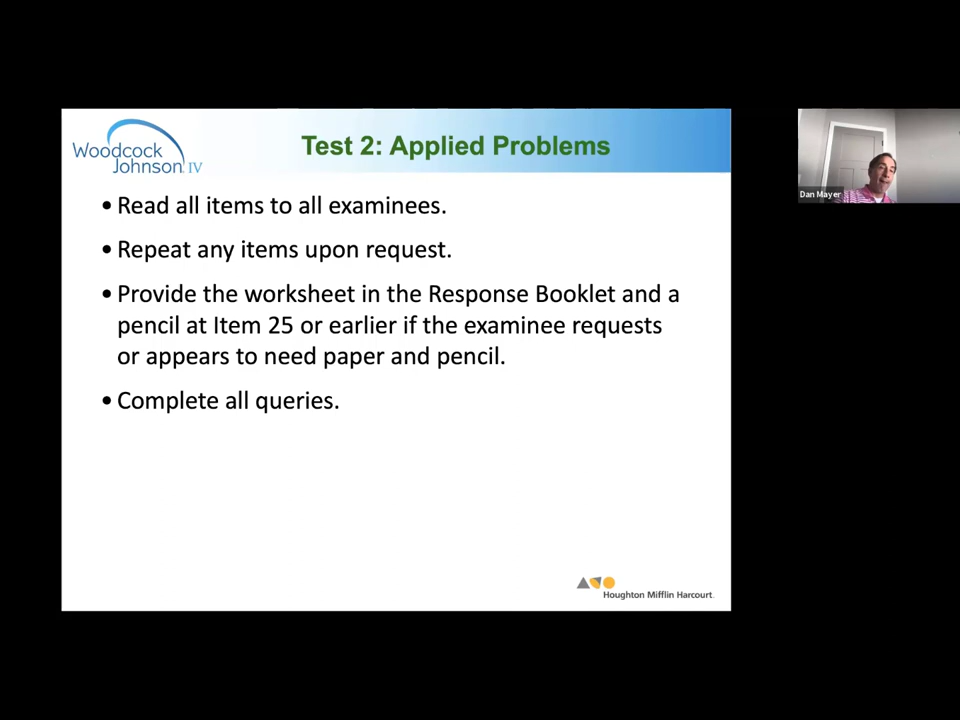 Woodcock
Johnson IV
Test 2: Applied Problems
• Read all items to all examinees.
• Repeat any items upon request.
• Provide the worksheet in the Response Booklet and a
pencil at Item 25 or earlier if the examinee requests
or appears to need paper and pencil.
• Complete all queries.
Houghton Mifflin Harcourt
Dan Mayer